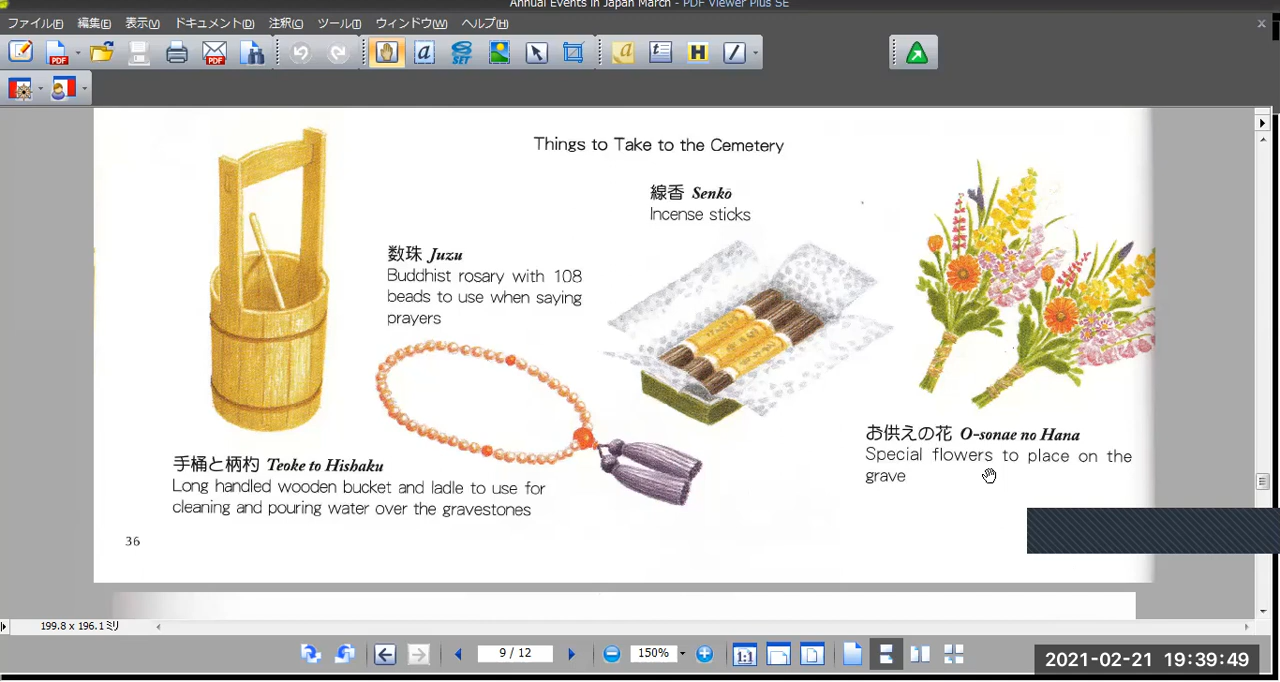 Annual Events in Japan March - PDF Viewer Plus SE
ファイル(F) 編集(E) 表示(V) ドキュメント(D) 注釈(C) ツール(T) ウィンドウ(W) ヘルプ(H)
Things to Take to the Cemetery
線香 Senkō
Incense sticks
数珠 Juzu
Buddhist rosary with 108
beads to use when saying
prayers
お供えの花 O-sonae no Hana
Special flowers to place on the
grave
手桶と柄杓 Teoke to Hishaku
Long handled wooden bucket and ladle to use for
cleaning and pouring water over the gravestones
36
199.8 x 196.1 ミリ
9 / 12
150%
2021-02-21 19:39:49